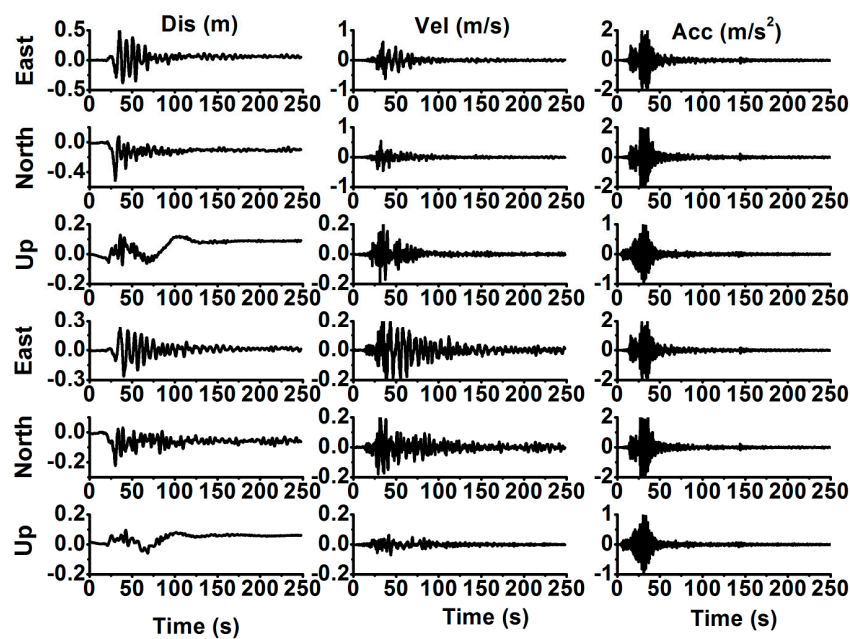 Dis (m) Vel (m/s) Acc (m/s²)
East
0.5 1 2
0.0 0 0
-0.5 -1 -2
0 50 100 150 200 250 0 50 100 150 200 250 0 50 100 150 200 250
North
1 2
0.0 0 0
-0.4
-1 -2
0 50 100 150 200 250 0 50 100 150 200 250 0 50 100 150 200 250
Up
0.2 0.2 1
0.0 0.0 0
-0.2 -0.2 -1
0 50 100 150 200 250 0 50 100 150 200 250 0 50 100 150 200 250
East
0.3 0.2 2
0.0 0.0 0
-0.3 -0.2 -2
0 50 100 150 200 250 0 50 100 150 200 250 0 50 100 150 200 250
North
0.2 2
0.0 0.0 0
-0.2 -0.2 -2
0 50 100 150 200 250 0 50 100 150 200 250 0 50 100 150 200 250
Up
0.2 0.2 1
0.0 0.0 0
-0.2 -0.2 -1
0 50 100 150 200 250 0 50 100 150 200 250 0 50 100 150 200 250
Time (s) Time (s) Time (s)